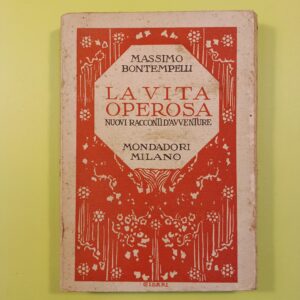 MASSIMO
BONTEMPELLI
LA VITA
OPEROSA
NUOVI RACCONTI D'AVVENTURE
MONDADORI
MILANO